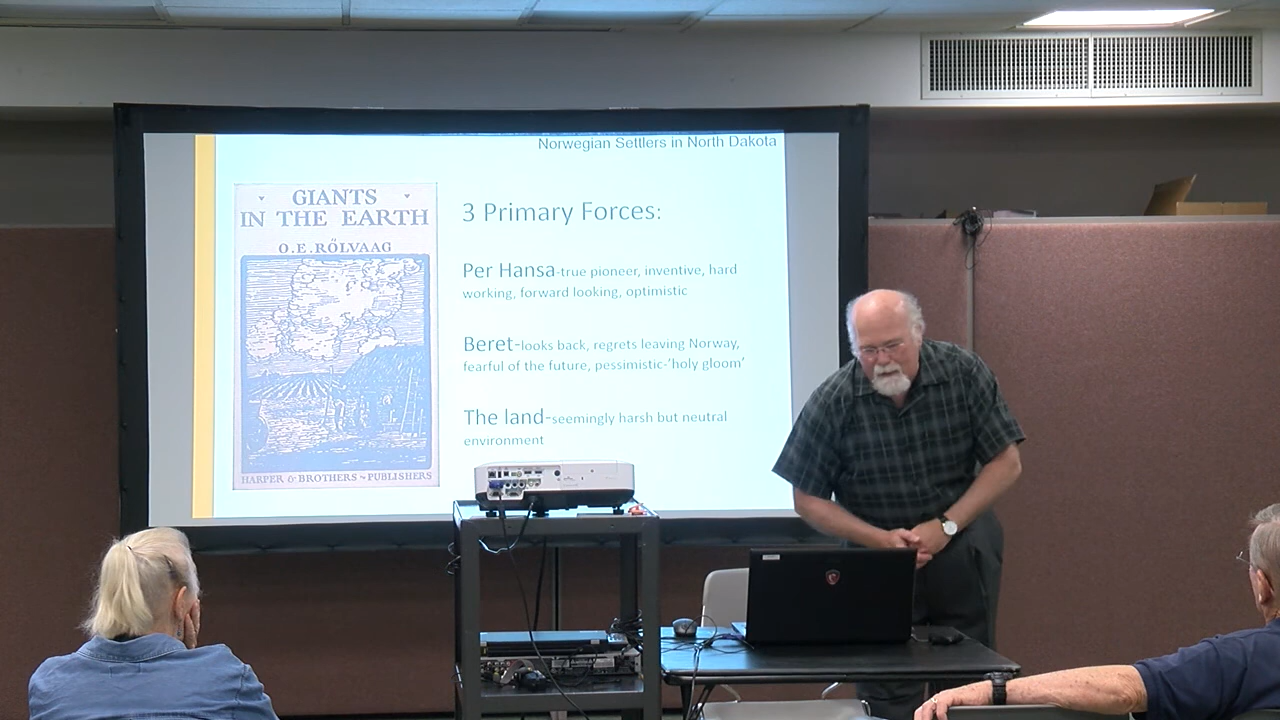 Norwegian Settlers in North Dakota
GIANTS
IN THE EARTH
O.E.RÖLVAAG
HARPER & BROTHERS ~ PUBLISHERS
3 Primary Forces:
Per Hansa-true pioneer, inventive, hard
working, forward looking, optimistic
Beret-looks back, regrets leaving Norway,
fearful of the future, pessimistic-'holy gloom'
The land-seemingly harsh but neutral
environment